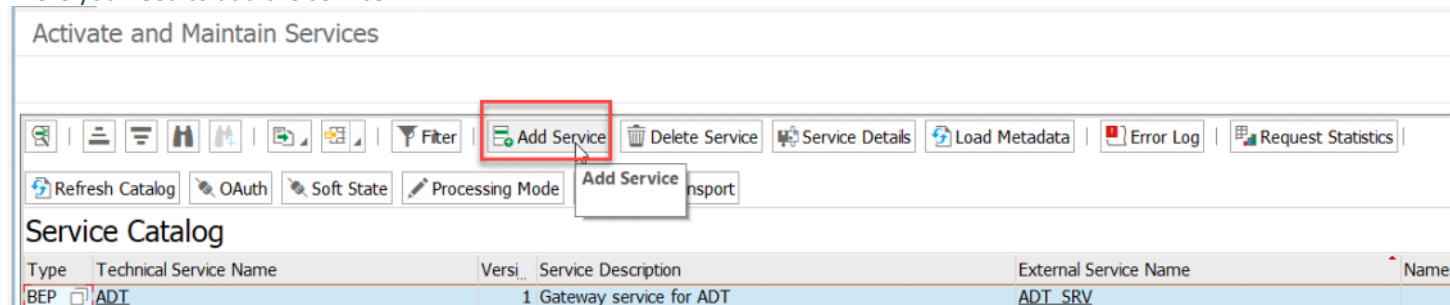 Activate and Maintain Services
Filter Add Service Delete Service Service Details Load Metadata Error Log Request Statistics
Refresh Catalog OAuth Soft State Processing Mode Add Service nsport
Service Catalog
Type Technical Service Name Versi.. Service Description External Service Name Name
BEP ADT 1 Gateway service for ADT ADT_SRV